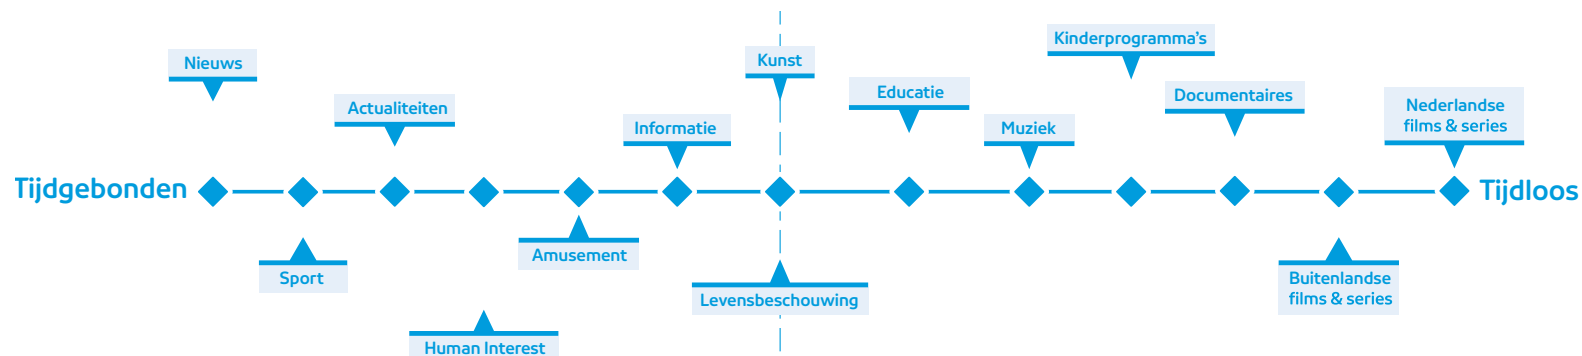 Nieuws
Actualiteiten
Informatie
Kunst
Educatie
Muziek
Kinderprogramma's
Documentaires
Nederlandse
films & series
Tijdgebonden
Tijdloos
Sport
Human Interest
Amusement
Levensbeschouwing
Buitenlandse
films & series